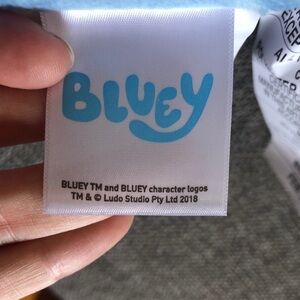 BLUEY
BLUEY TM and BLUEY character logos
TM & © Ludo Studio Pty Ltd 2018